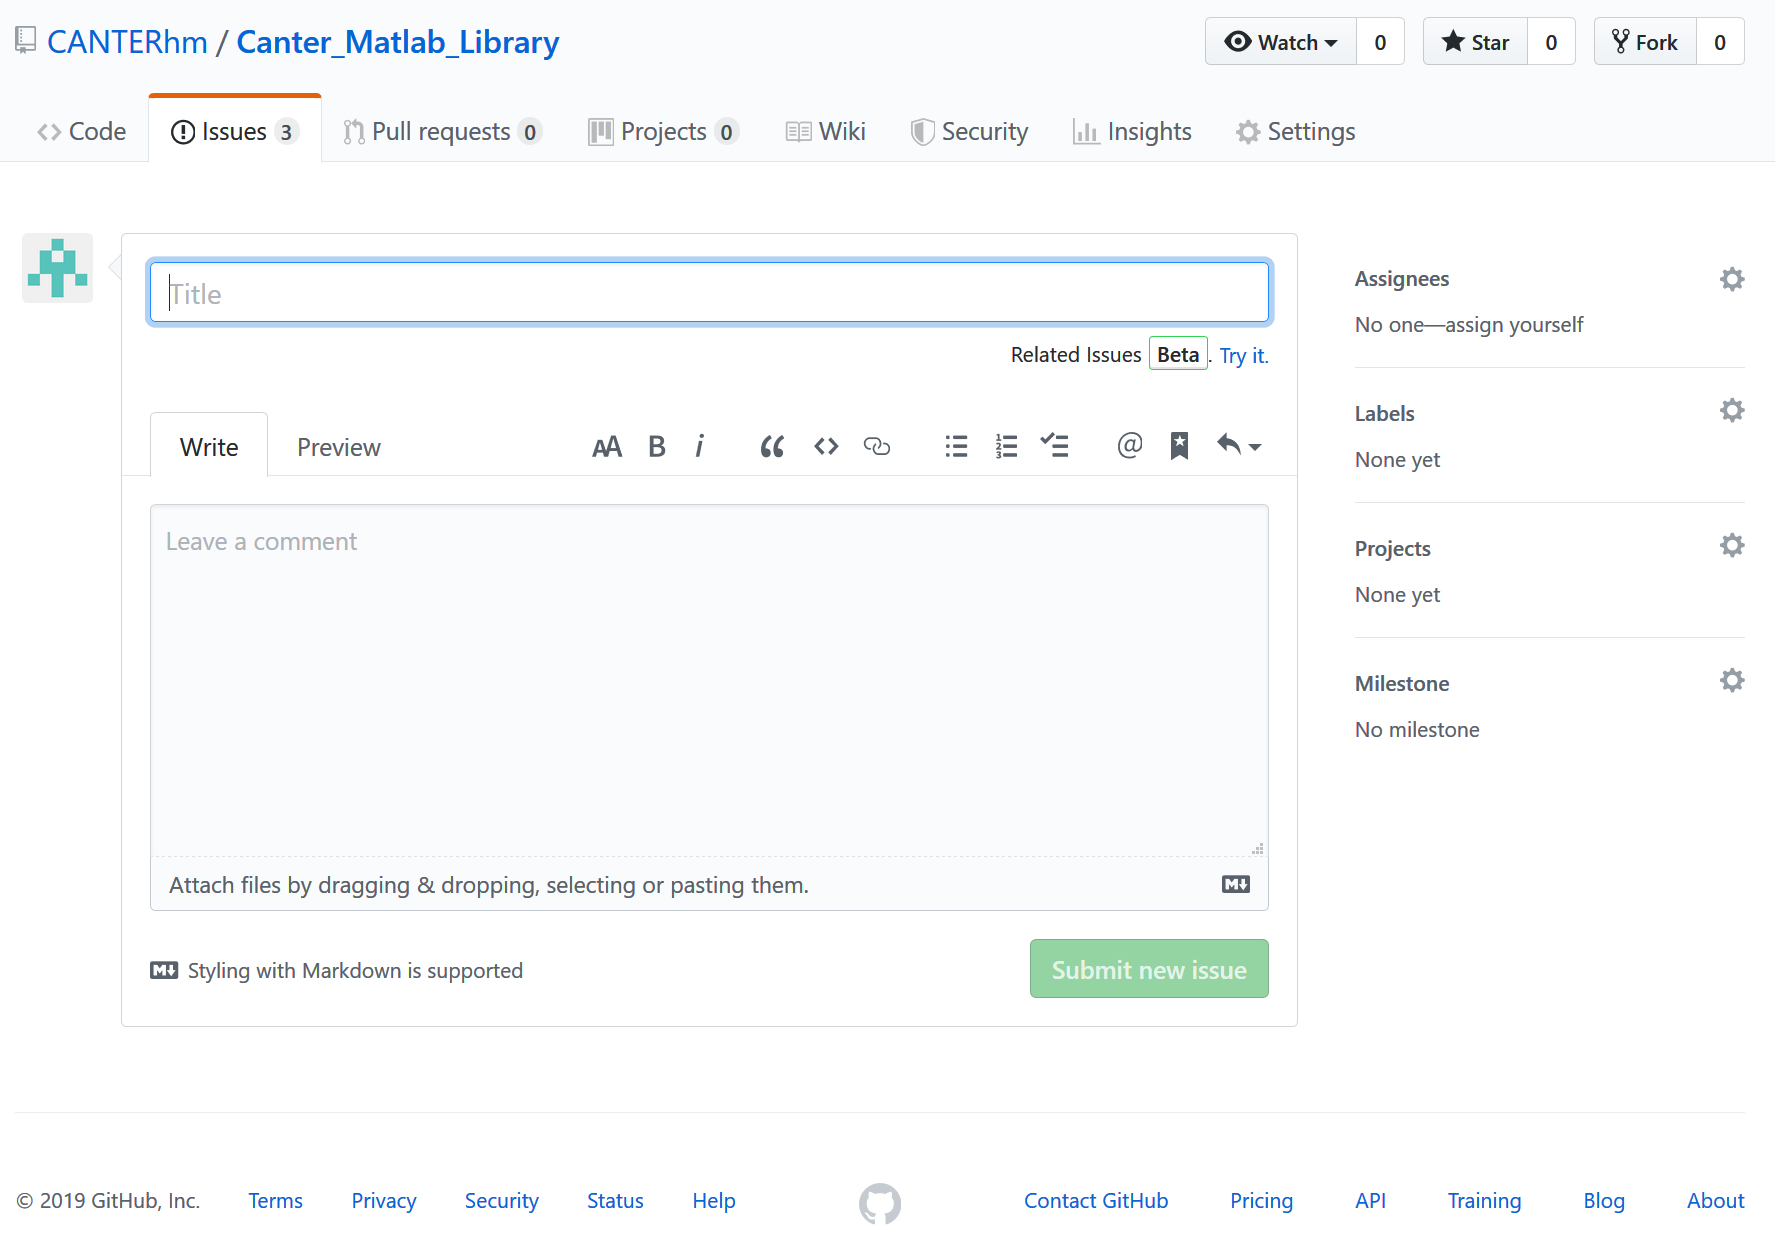 CANTERhm / Canter_Matlab_Library
Watch 0 Star 0 Fork 0
Code Issues 3 Pull requests 0 Projects 0 Wiki Security Insights Settings
Title
Related Issues Beta. Try it.
Write Preview AA B i @
Leave a comment
Attach files by dragging & dropping, selecting or pasting them.
Styling with Markdown is supported
Submit new issue
Assignees
No one—assign yourself
Labels
None yet
Projects
None yet
Milestone
No milestone
© 2019 GitHub, Inc. Terms Privacy Security Status Help Contact GitHub Pricing API Training Blog About